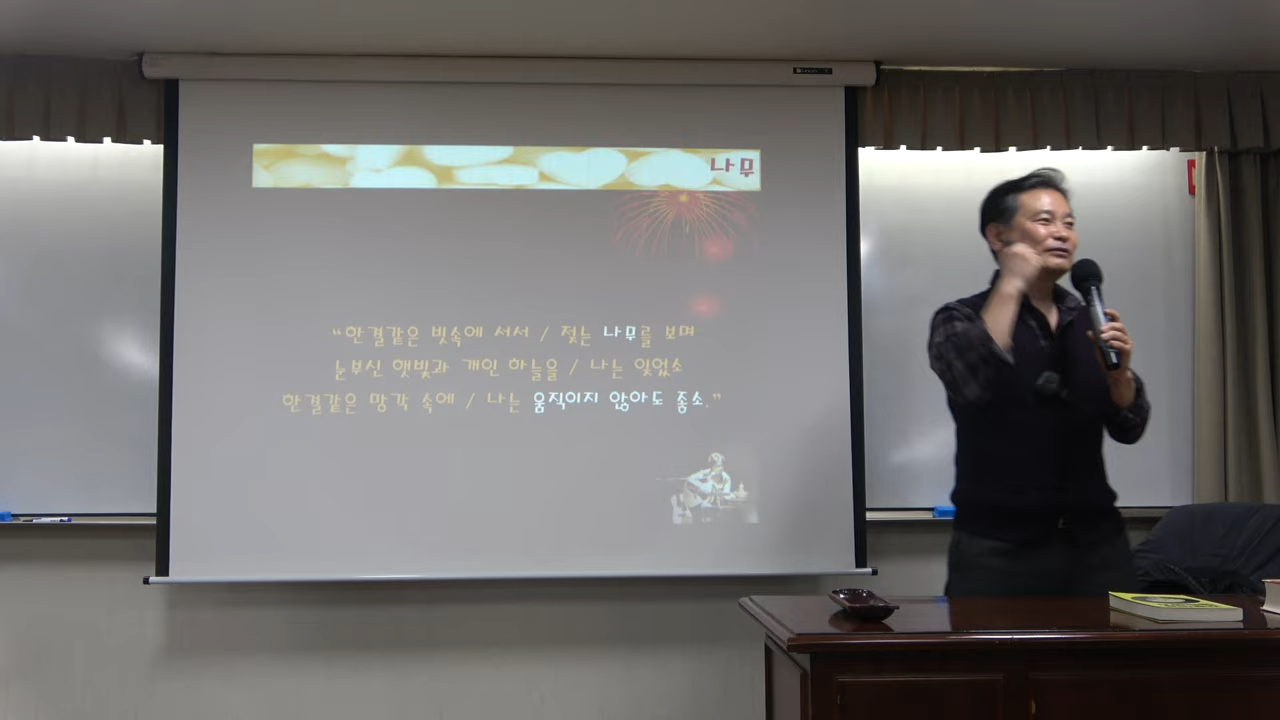 나무
“한결같은 빗속에 서서 / 젖는 나무를 보며
눈부신 햇빛과 개인 하늘을 / 나는 잊었소
한결같은 망각 속에 / 나는 움직이지 않아도 좋소.”